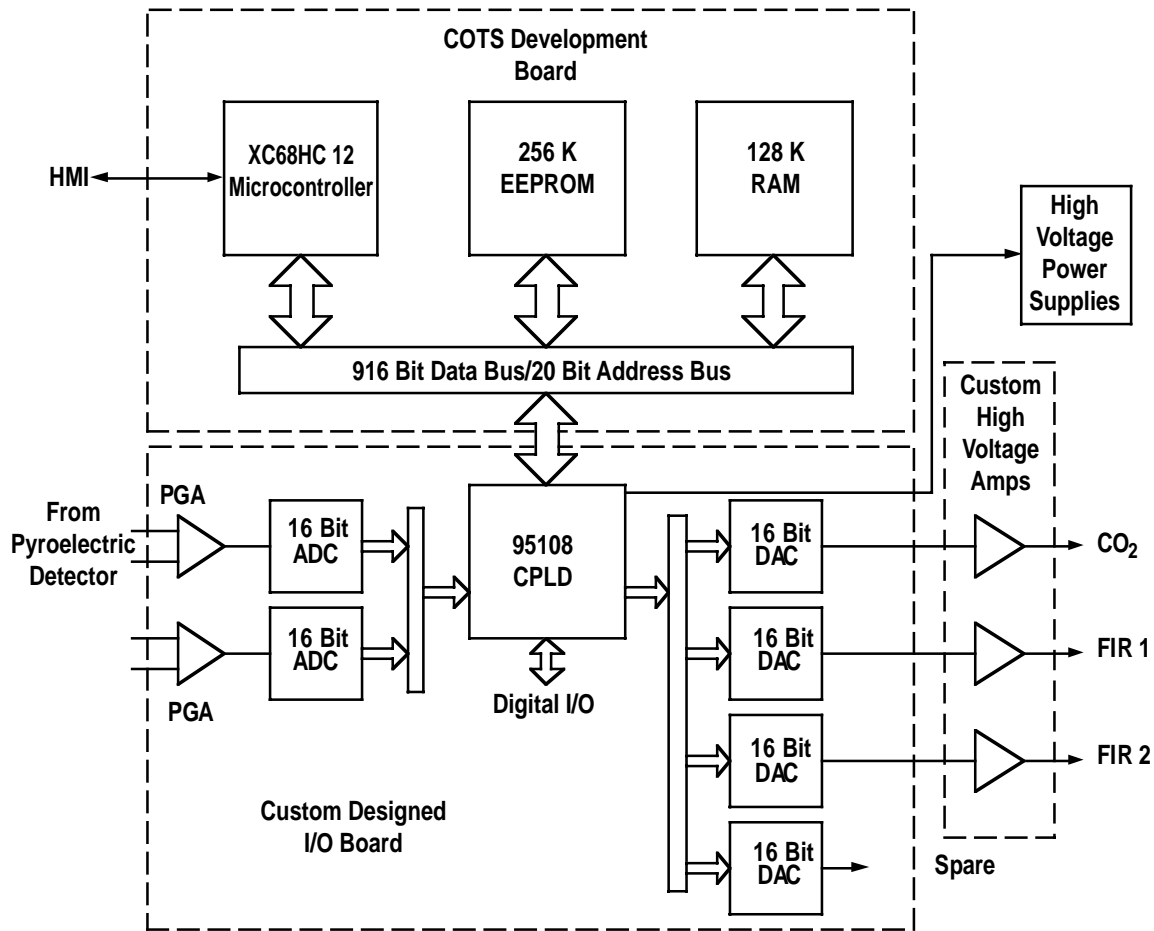 COTS Development
Board
XC68HC 12
Microcontroller
256 K
EEPROM
128 K
RAM
HMI
High
Voltage
Power
Supplies
916 Bit Data Bus/20 Bit Address Bus
Custom
High
Voltage
Amps
PGA
From
Pyroelectric
Detector
16 Bit
ADC
95108
CPLD
16 Bit
DAC
CO2
16 Bit
ADC
16 Bit
DAC
FIR 1
PGA
Digital I/O
16 Bit
DAC
FIR 2
Custom Designed
I/O Board
16 Bit
DAC
Spare